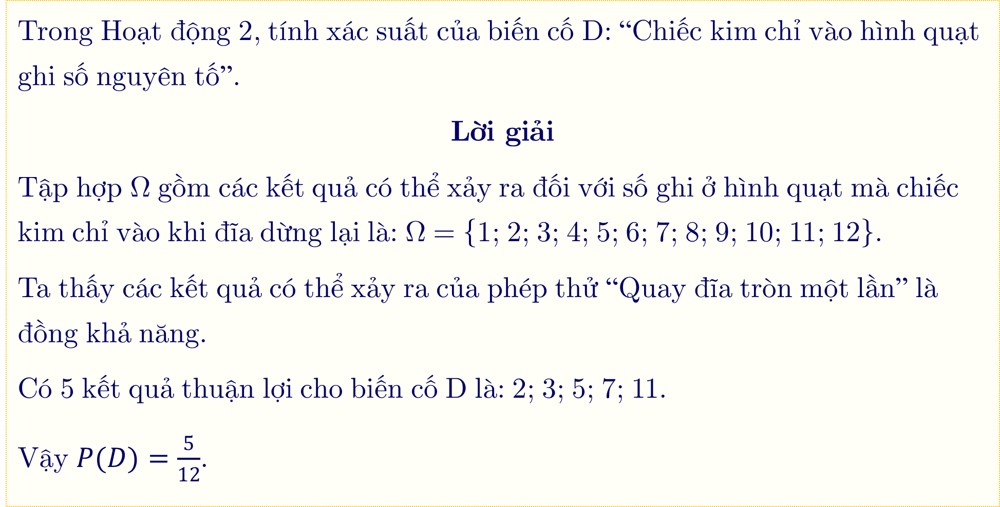 Trong Hoạt động 2, tính xác suất của biến cố D: “Chiếc kim chỉ vào hình quạt
ghi số nguyên tố”.
Lời giải
Tập hợp Ω gồm các kết quả có thể xảy ra đối với số ghi ở hình quạt mà chiếc
kim chỉ vào khi đĩa dừng lại là: Ω = {1; 2; 3; 4; 5; 6; 7; 8; 9; 10; 11; 12}.
Ta thấy các kết quả có thể xảy ra của phép thử “Quay đĩa tròn một lần” là
đồng khả năng.
Có 5 kết quả thuận lợi cho biến cố D là: 2; 3; 5; 7; 11.
Vậy P(D) = 5/12.